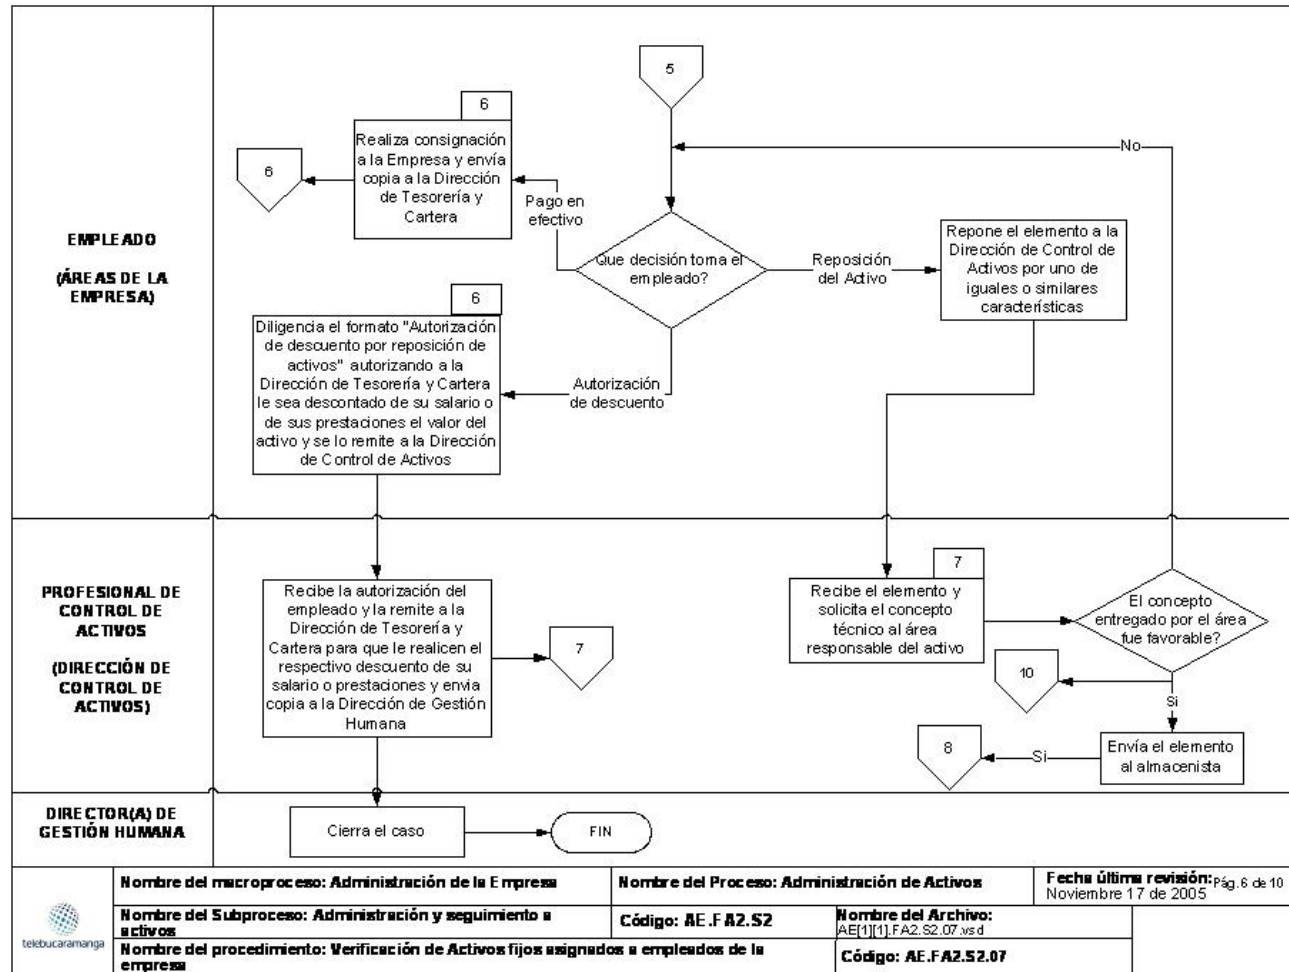 EMPLEADO
(ÁREAS DE LA
EMPRESA)
5
6
Realiza consignación
a la Empresa y envía
copia a la Dirección
de Tesorería y
Cartera
6
Pago en
efectivo
Que decisión toma el
empleado?
Reposición
del Activo
No
Repone el elemento a la
Dirección de Control de
Activos por uno de
iguales o similares
características
6
Diligencia el formato "Autorización
de descuento por reposición de
activos" autorizando a la
Dirección de Tesorería y Cartera
le sea descontado de su salario o
de sus prestaciones el valor del
activo y se lo remite a la Dirección
de Control de Activos
Autorización
de descuento
PROFESIONAL DE
CONTROL DE
ACTIVOS
(DIRECCIÓN DE
CONTROL DE
ACTIVOS)
Recibe la autorización del
empleado y la remite a la
Dirección de Tesorería y
Cartera para que le realicen el
respectivo descuento de su
salario o prestaciones y envia
copia a la Dirección de Gestión
Humana
7
7
Recibe el elemento y
solicita el concepto
técnico al área
responsable del activo
El concepto
entregado por el área
fue favorable?
10
Si
Envía el elemento
al almacenista
Si
8
DIRECTOR(A) DE
GESTIÓN HUMANA
Cierra el caso
FIN
telebucaramanga
Nombre del macroproceso: Administración de la Empresa
Nombre del Proceso: Administración de Activos
Fecha última revisión: Pág. 6 de 10
Noviembre 17 de 2005
Nombre del Subproceso: Administración y seguimiento a
activos
Código: AE.FA2.S2
Nombre del Archivo:
AE[1][1].FA2.S2.07.vsd
Nombre del procedimiento: Verificación de Activos fijos asignados a empleados de la
empresa
Código: AE.FA2.S2.07